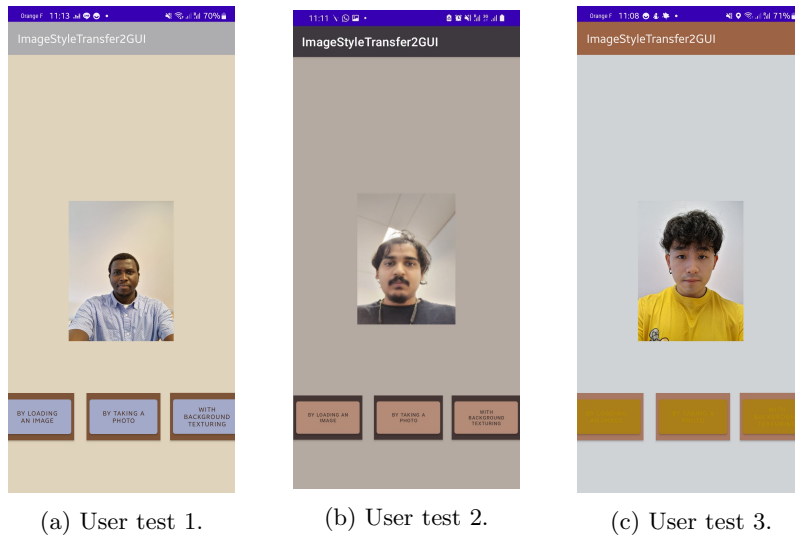 Orange F 11:13 70%
ImageStyleTransfer2GUI
BY LOADING
AN IMAGE
BY TAKING A
PHOTO
WITH
BACKGROUND
TEXTURING
(a) User test 1.
11:11
ImageStyleTransfer2GUI
BY LOADING AN
IMAGE
BY TAKING A
PHOTO
WITH
BACKGROUND
TEXTURING
(b) User test 2.
Orange F 11:08 71%
ImageStyleTransfer2GUI
(c) User test 3.